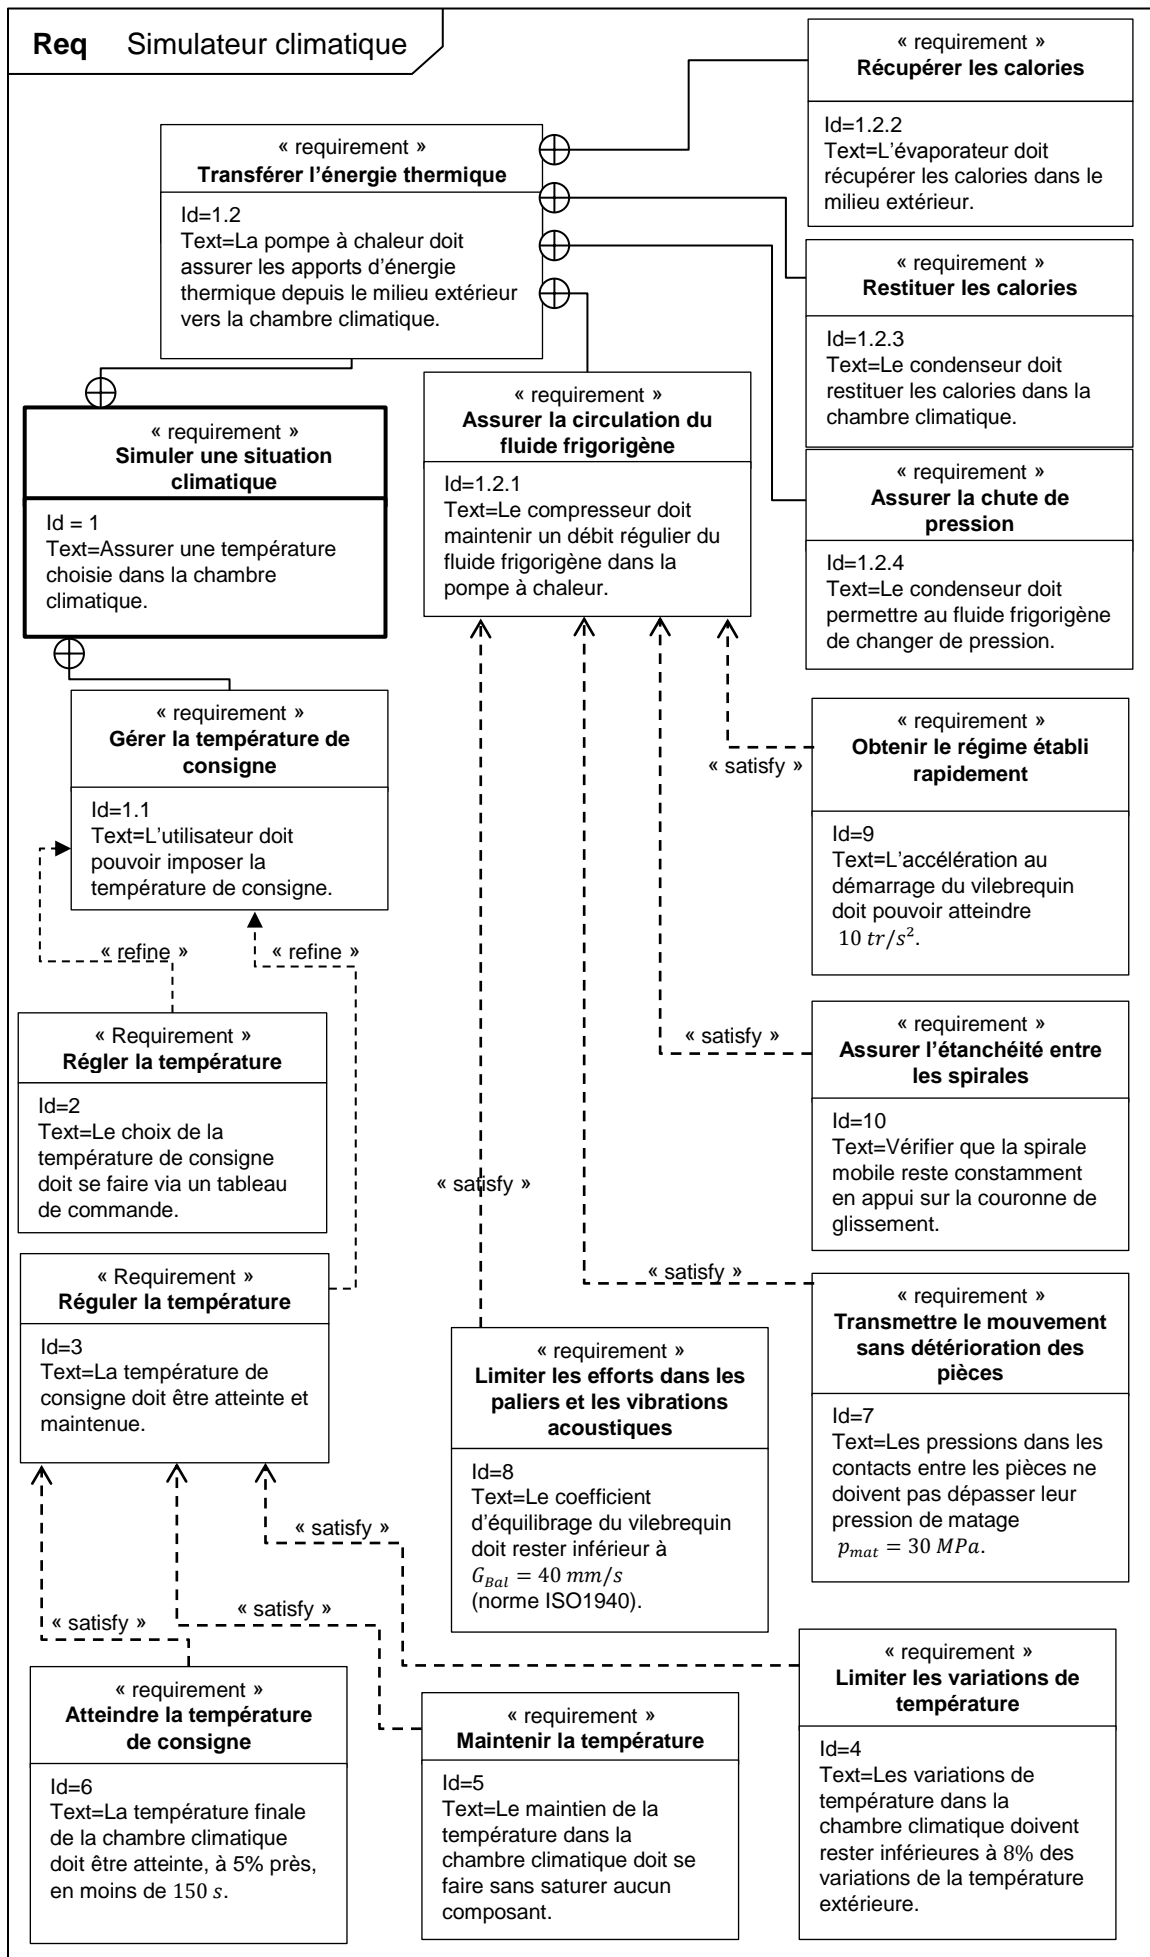 Req Simulateur climatique
« requirement »
Récupérer les calories
Id=1.2.2
Text=L’évaporateur doit
récupérer les calories dans le
milieu extérieur.
« requirement »
Transférer l’énergie thermique
Id=1.2
Text=La pompe à chaleur doit
assurer les apports d’énergie
thermique depuis le milieu extérieur
vers la chambre climatique.
« requirement »
Restituer les calories
Id=1.2.3
Text=Le condenseur doit
restituer les calories dans la
chambre climatique.
« requirement »
Simuler une situation
climatique
Id = 1
Text=Assurer une température
choisie dans la chambre
climatique.
« requirement »
Assurer la circulation du
fluide frigorigène
Id=1.2.1
Text=Le compresseur doit
maintenir un débit régulier du
fluide frigorigène dans la
pompe à chaleur.
« requirement »
Assurer la chute de
pression
Id=1.2.4
Text=Le condenseur doit
permettre au fluide frigorigène
de changer de pression.
« requirement »
Gérer la température de
consigne
Id=1.1
Text=L’utilisateur doit
pouvoir imposer la
température de consigne.
« satisfy »
« requirement »
Obtenir le régime établi
rapidement
Id=9
Text=L’accélération au
démarrage du vilebrequin
doit pouvoir atteindre
10 tr/s².
« refine »
« refine »
« Requirement »
Régler la température
Id=2
Text=Le choix de la
température de consigne
doit se faire via un tableau
de commande.
« satisfy »
« requirement »
Assurer l’étanchéité entre
les spirales
Id=10
Text=Vérifier que la spirale
mobile reste constamment
en appui sur la couronne de
glissement.
« satisfy »
« Requirement »
Réguler la température
Id=3
Text=La température de
consigne doit être atteinte et
maintenue.
« satisfy »
« requirement »
Transmettre le mouvement
sans détérioration des
pièces
Id=7
Text=Les pressions dans les
contacts entre les pièces ne
doivent pas dépasser leur
pression de matage
p_mat = 30 MPa.
« requirement »
Limiter les efforts dans les
paliers et les vibrations
acoustiques
Id=8
Text=Le coefficient
d’équilibrage du vilebrequin
doit rester inférieur à
G_Bal = 40 mm/s
(norme ISO1940).
« satisfy »
« satisfy »
« satisfy »
« requirement »
Atteindre la température
de consigne
Id=6
Text=La température finale
de la chambre climatique
doit être atteinte, à 5% près,
en moins de 150 s.
« requirement »
Maintenir la température
Id=5
Text=Le maintien de la
température dans la
chambre climatique doit se
faire sans saturer aucun
composant.
« requirement »
Limiter les variations de
température
Id=4
Text=Les variations de
température dans la
chambre climatique doivent
rester inférieures à 8% des
variations de la température
extérieure.